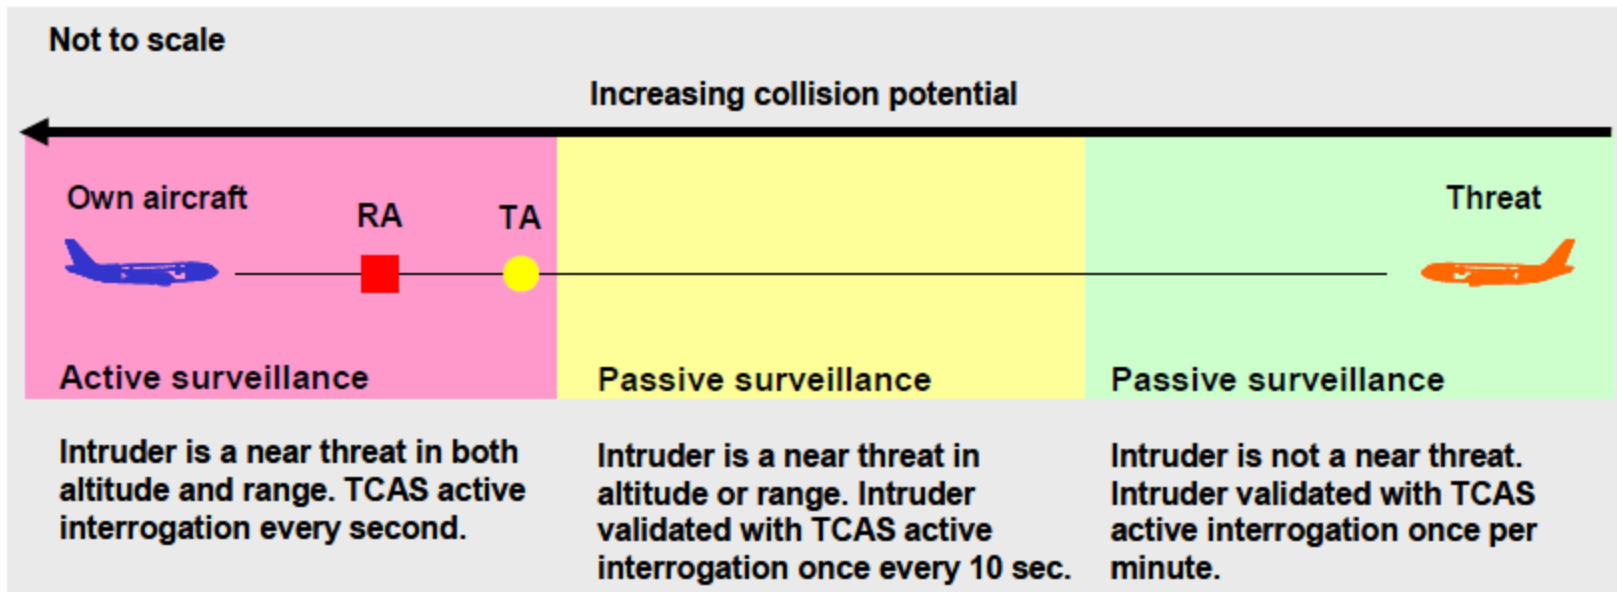 Not to scale
Increasing collision potential
Own aircraft
RA
TA
Threat
Active surveillance
Passive surveillance
Passive surveillance
Intruder is a near threat in both
altitude and range. TCAS active
interrogation every second.
Intruder is a near threat in
altitude or range. Intruder
validated with TCAS active
interrogation once every 10 sec.
Intruder is not a near threat.
Intruder validated with TCAS
active interrogation once per
minute.